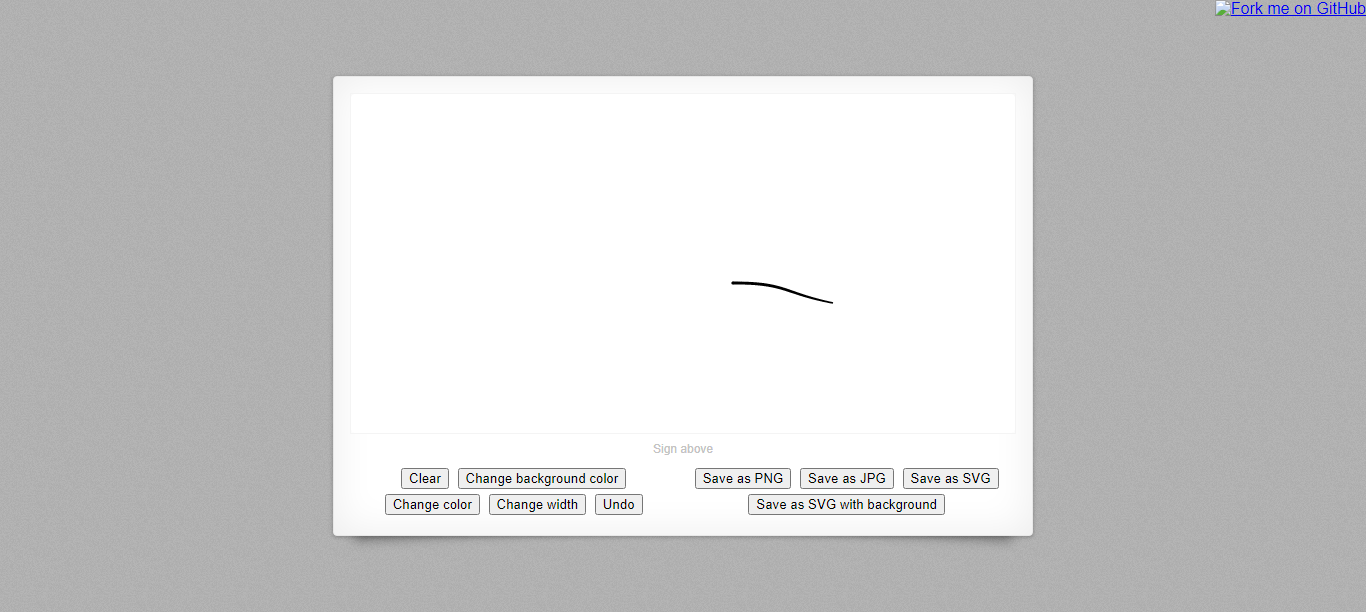 Fork me on GitHub
Sign above
Clear Change background color Save as PNG Save as JPG Save as SVG
Change color Change width Undo Save as SVG with background